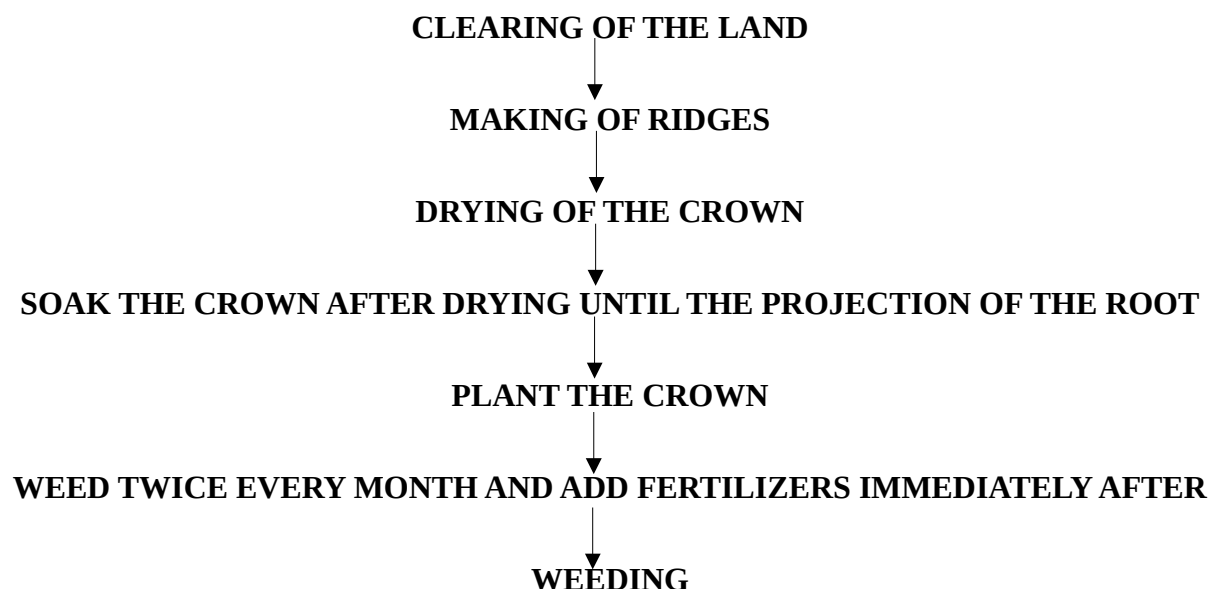 CLEARING OF THE LAND
MAKING OF RIDGES
DRYING OF THE CROWN
SOAK THE CROWN AFTER DRYING UNTIL THE PROJECTION OF THE ROOT
PLANT THE CROWN
WEED TWICE EVERY MONTH AND ADD FERTILIZERS IMMEDIATELY AFTER
WEEDING